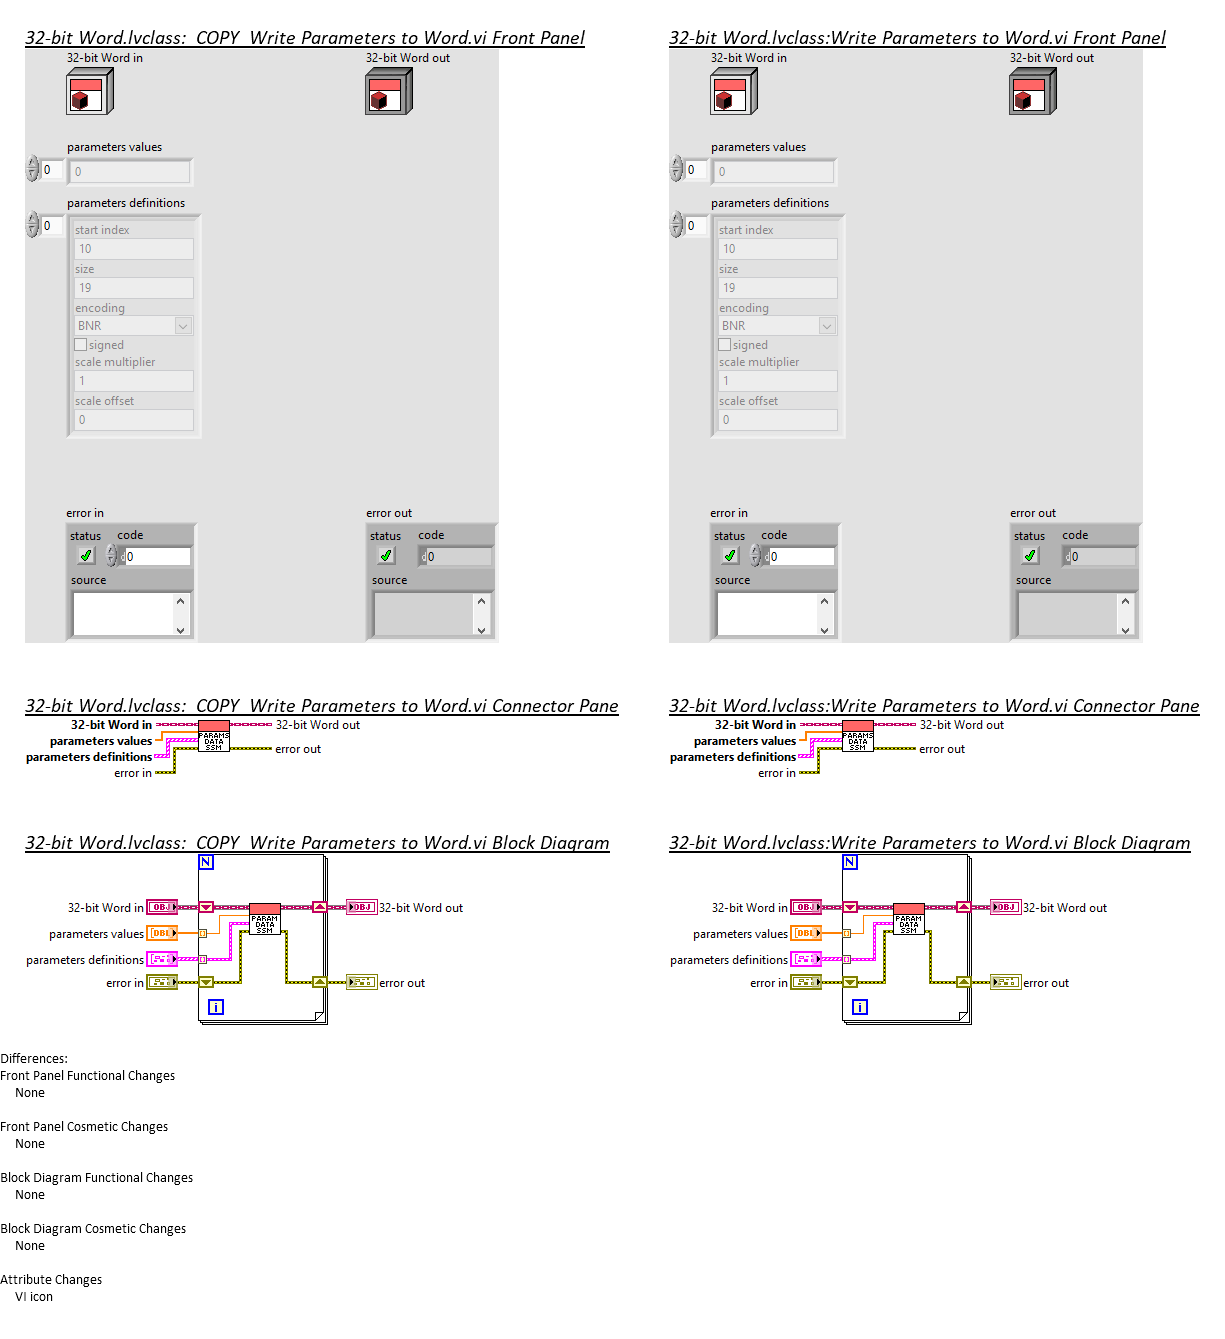 32-bit Word.lvclass:  COPY  Write Parameters to Word.vi Front Panel
32-bit Word in
32-bit Word out
parameters values
0
0
parameters definitions
0
start index
10
size
19
encoding
BNR
signed
scale multiplier
1
scale offset
0
error in
status
code
d0
source
error out
status
code
d0
source
32-bit Word.lvclass:Write Parameters to Word.vi Front Panel
32-bit Word in
32-bit Word out
parameters values
0
0
parameters definitions
0
start index
10
size
19
encoding
BNR
signed
scale multiplier
1
scale offset
0
error in
status
code
d0
source
error out
status
code
d0
source
32-bit Word.lvclass:  COPY  Write Parameters to Word.vi Connector Pane
32-bit Word in
parameters values
parameters definitions
error in
PARAMS
DATA
SSM
32-bit Word out
error out
32-bit Word.lvclass:Write Parameters to Word.vi Connector Pane
32-bit Word in
parameters values
parameters definitions
error in
PARAMS
DATA
SSM
32-bit Word out
error out
32-bit Word.lvclass:  COPY  Write Parameters to Word.vi Block Diagram
N
32-bit Word in
OBJ
parameters values
DBL
parameters definitions
error in
PARAM
DATA
SSM
i
OBJ
32-bit Word out
error out
32-bit Word.lvclass:Write Parameters to Word.vi Block Diagram
N
32-bit Word in
OBJ
parameters values
DBL
parameters definitions
error in
PARAM
DATA
SSM
i
OBJ
32-bit Word out
error out
Differences:
Front Panel Functional Changes
None
Front Panel Cosmetic Changes
None
Block Diagram Functional Changes
None
Block Diagram Cosmetic Changes
None
Attribute Changes
VI icon